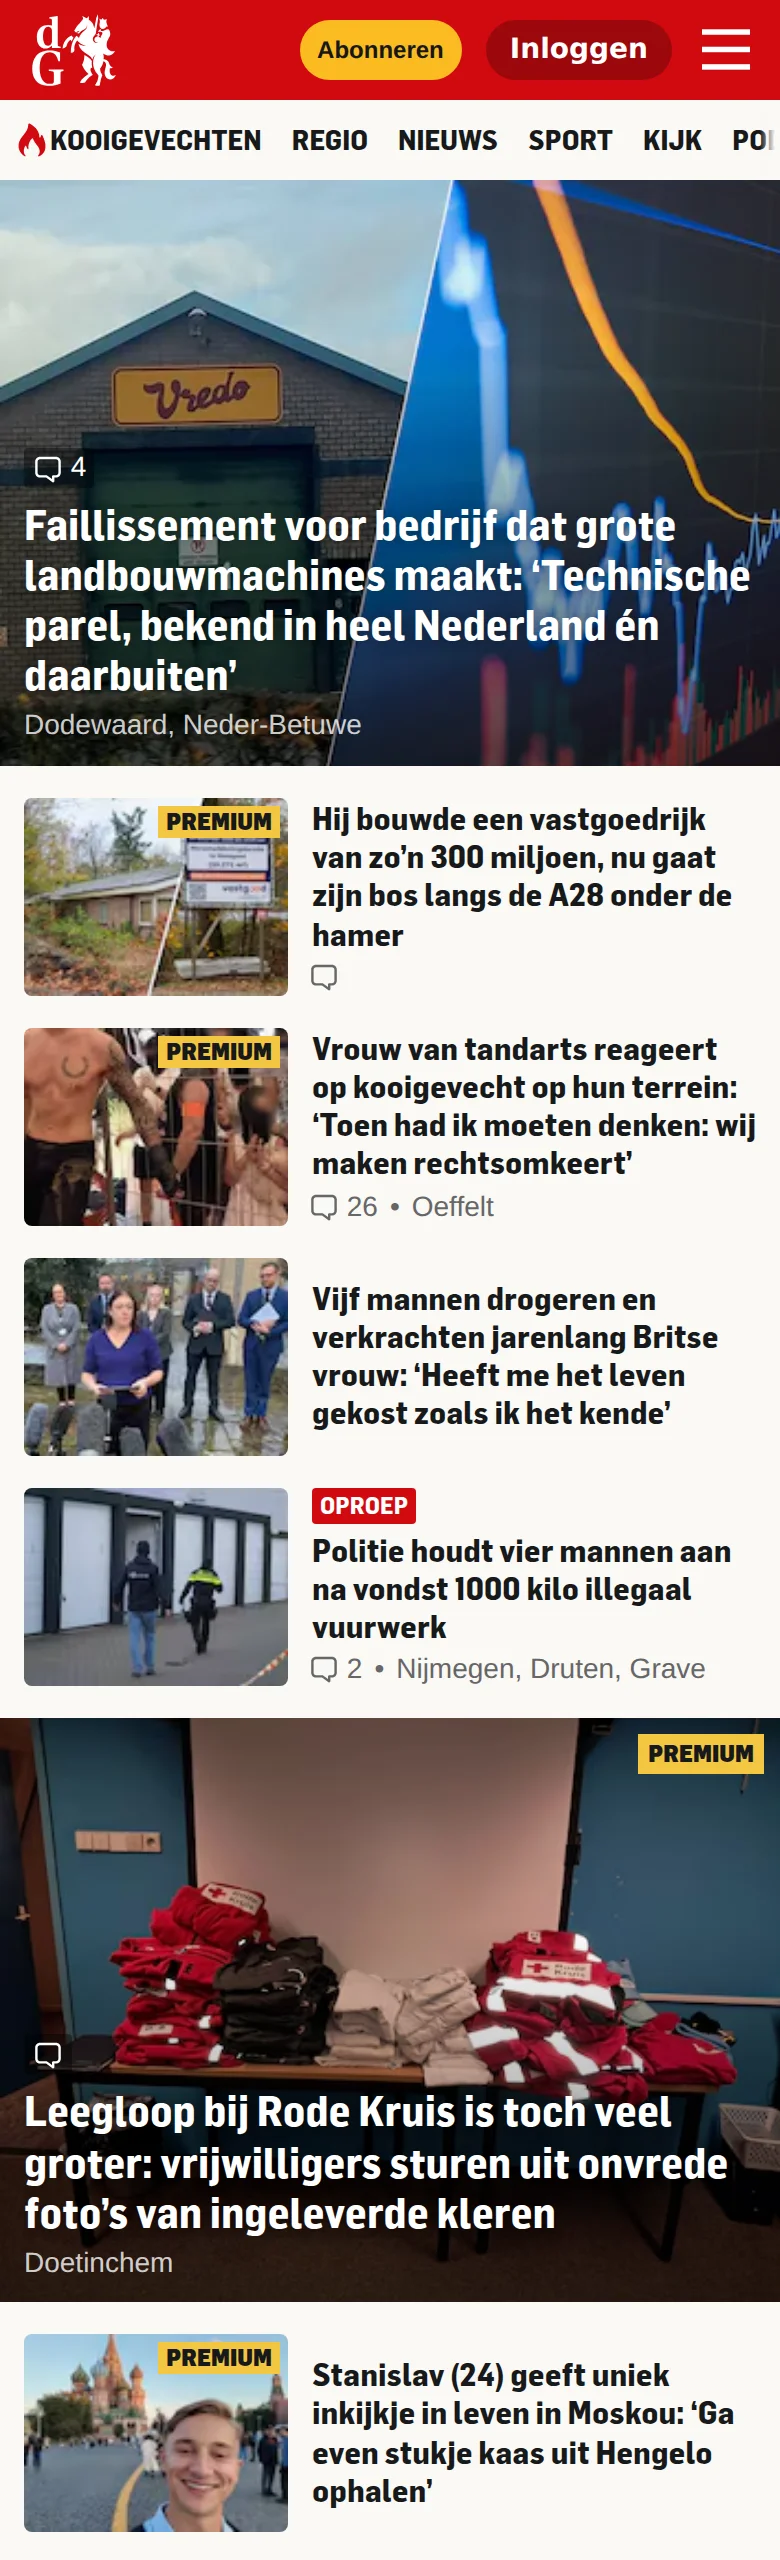 dG
Abonneren
Inloggen
KOOIGEVECHTEN
REGIO
NIEUWS
SPORT
KIJK
Vredo
4
Faillissement voor bedrijf dat grote
landbouwmachines maakt: ‘Technische
parel, bekend in heel Nederland én
daarbuiten’
Dodewaard, Neder-Betuwe
PREMIUM
Hij bouwde een vastgoedrijk
van zo’n 300 miljoen, nu gaat
zijn bos langs de A28 onder de
hamer
PREMIUM
Vrouw van tandarts reageert
op kooigevecht op hun terrein:
‘Toen had ik moeten denken: wij
maken rechtsomkeert’
26 • Oeffelt
Vijf mannen drogeren en
verkrachten jarenlang Britse
vrouw: ‘Heeft me het leven
gekost zoals ik het kende’
OPROEP
Politie houdt vier mannen aan
na vondst 1000 kilo illegaal
vuurwerk
2 • Nijmegen, Druten, Grave
PREMIUM
Leegloop bij Rode Kruis is toch veel
groter: vrijwilligers sturen uit onvrede
foto’s van ingeleverde kleren
Doetinchem
PREMIUM
Stanislav (24) geeft uniek
inkijkje in leven in Moskou: ‘Ga
even stukje kaas uit Hengelo
ophalen’